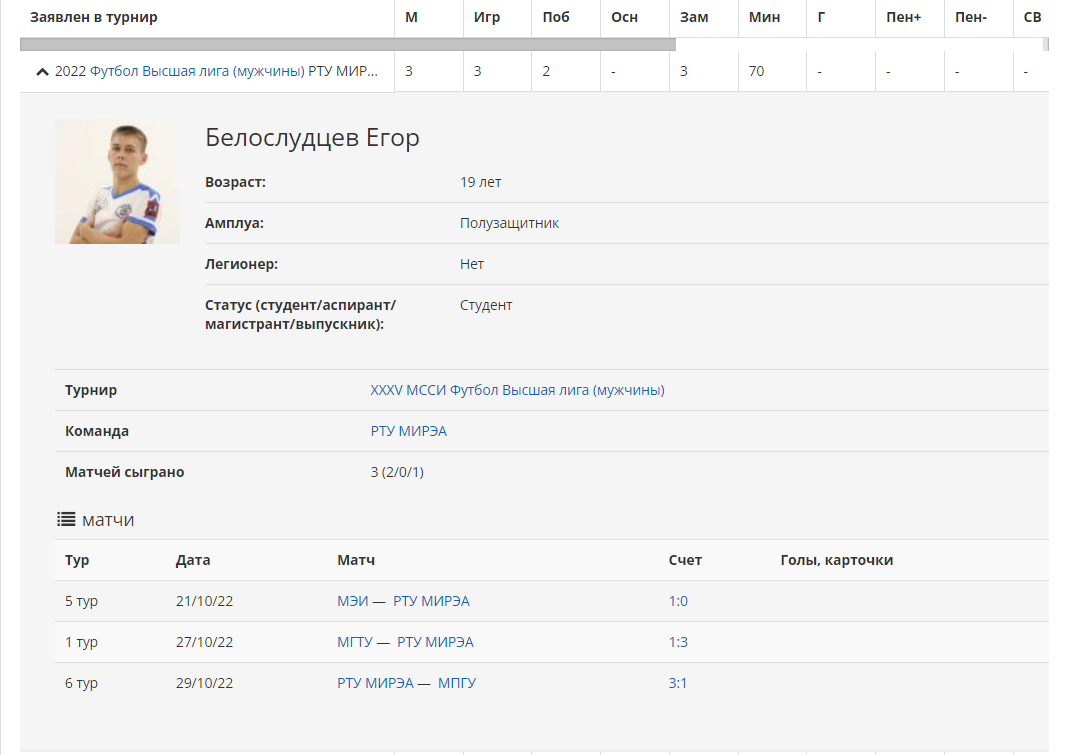 Заявлен в турнир М Игр Поб Осн Зам Мин Г Пен+ Пен- СВ
2022 Футбол Высшая лига (мужчины) РТУ МИР... 3 3 2 - 3 70 - - - -
Белослудцев Егор
Возраст: 19 лет
Амплуа: Полузащитник
Легионер: Нет
Статус (студент/аспирант/ Студент
магистрант/выпускник):
Турнир XXXV МССИ Футбол Высшая лига (мужчины)
Команда РТУ МИРЭА
Матчей сыграно 3 (2/0/1)
матчи
Тур Дата Матч Счет Голы, карточки
5 тур 21/10/22 МЭИ — РТУ МИРЭА 1:0
1 тур 27/10/22 МГТУ — РТУ МИРЭА 1:3
6 тур 29/10/22 РТУ МИРЭА — МПГУ 3:1